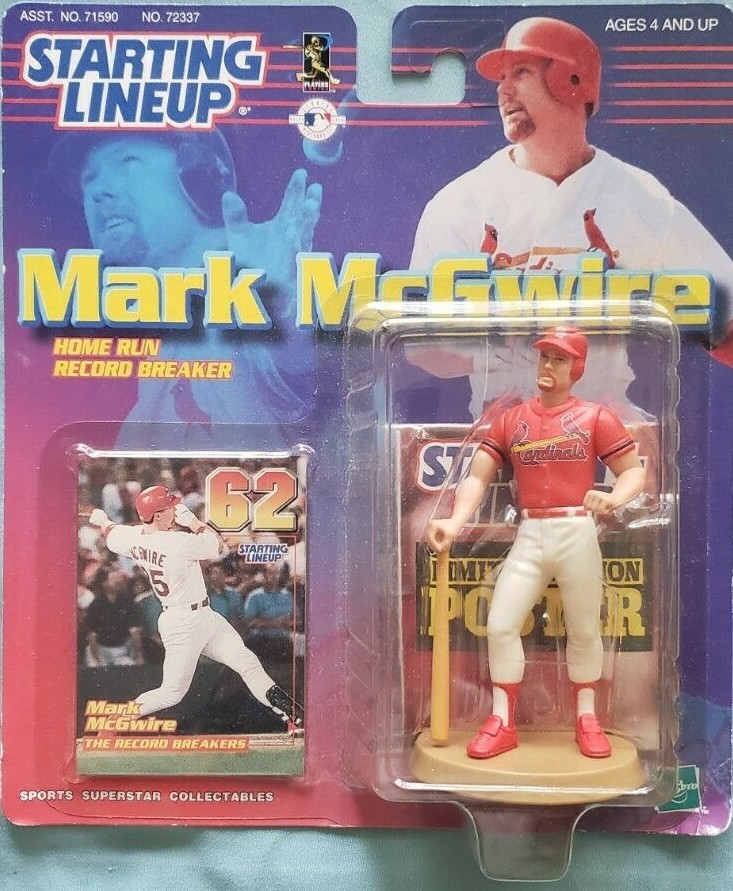 ASST. NO. 71590 NO. 72337
AGES 4 AND UP
STARTING
LINEUP
PLAYERS
Mark McGwire
HOME RUN
RECORD BREAKER
62
STARTING
LINEUP
Mark
McGwire
THE RECORD BREAKERS
Cardinals
POSTER
SPORTS SUPERSTAR COLLECTABLES